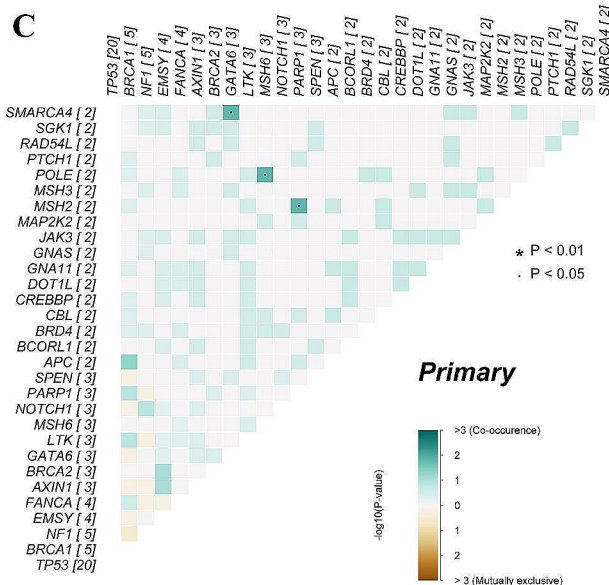 C
TP53 [20]
BRCA1 [ 5]
NF1 [ 5]
EMSY [ 4]
FANCA [ 4]
AXIN1 [ 3]
BRCA2 [ 3]
GATA6 [ 3]
LTK [ 3]
MSH6 [ 3]
NOTCH1 [ 3]
PARP1 [ 3]
SPEN [ 3]
APC [ 2]
BCORL1 [ 2]
BRD4 [ 2]
CBL [ 2]
CREBBP [ 2]
DOT1L [ 2]
GNA11 [ 2]
GNAS [ 2]
JAK3 [ 2]
MAP2K2 [ 2]
MSH2 [ 2]
MSH3 [ 2]
POLE [ 2]
PTCH1 [ 2]
RAD54L [ 2]
SGK1 [ 2]
SMARCA4 [ 2]
SMARCA4 [ 2]
SGK1 [ 2]
RAD54L [ 2]
PTCH1 [ 2]
POLE [ 2]
MSH3 [ 2]
MSH2 [ 2]
MAP2K2 [ 2]
JAK3 [ 2]
GNAS [ 2]
GNA11 [ 2]
DOT1L [ 2]
CREBBP [ 2]
CBL [ 2]
BRD4 [ 2]
BCORL1 [ 2]
APC [ 2]
SPEN [ 3]
PARP1 [ 3]
NOTCH1 [ 3]
MSH6 [ 3]
LTK [ 3]
GATA6 [ 3]
BRCA2 [ 3]
AXIN1 [ 3]
FANCA [ 4]
EMSY [ 4]
NF1 [ 5]
BRCA1 [ 5]
TP53 [20]
* P < 0.01
· P < 0.05
Primary
-log10(P-value)
>3 (Co-occurence)
2
1
0
1
2
> 3 (Mutually exclusive)